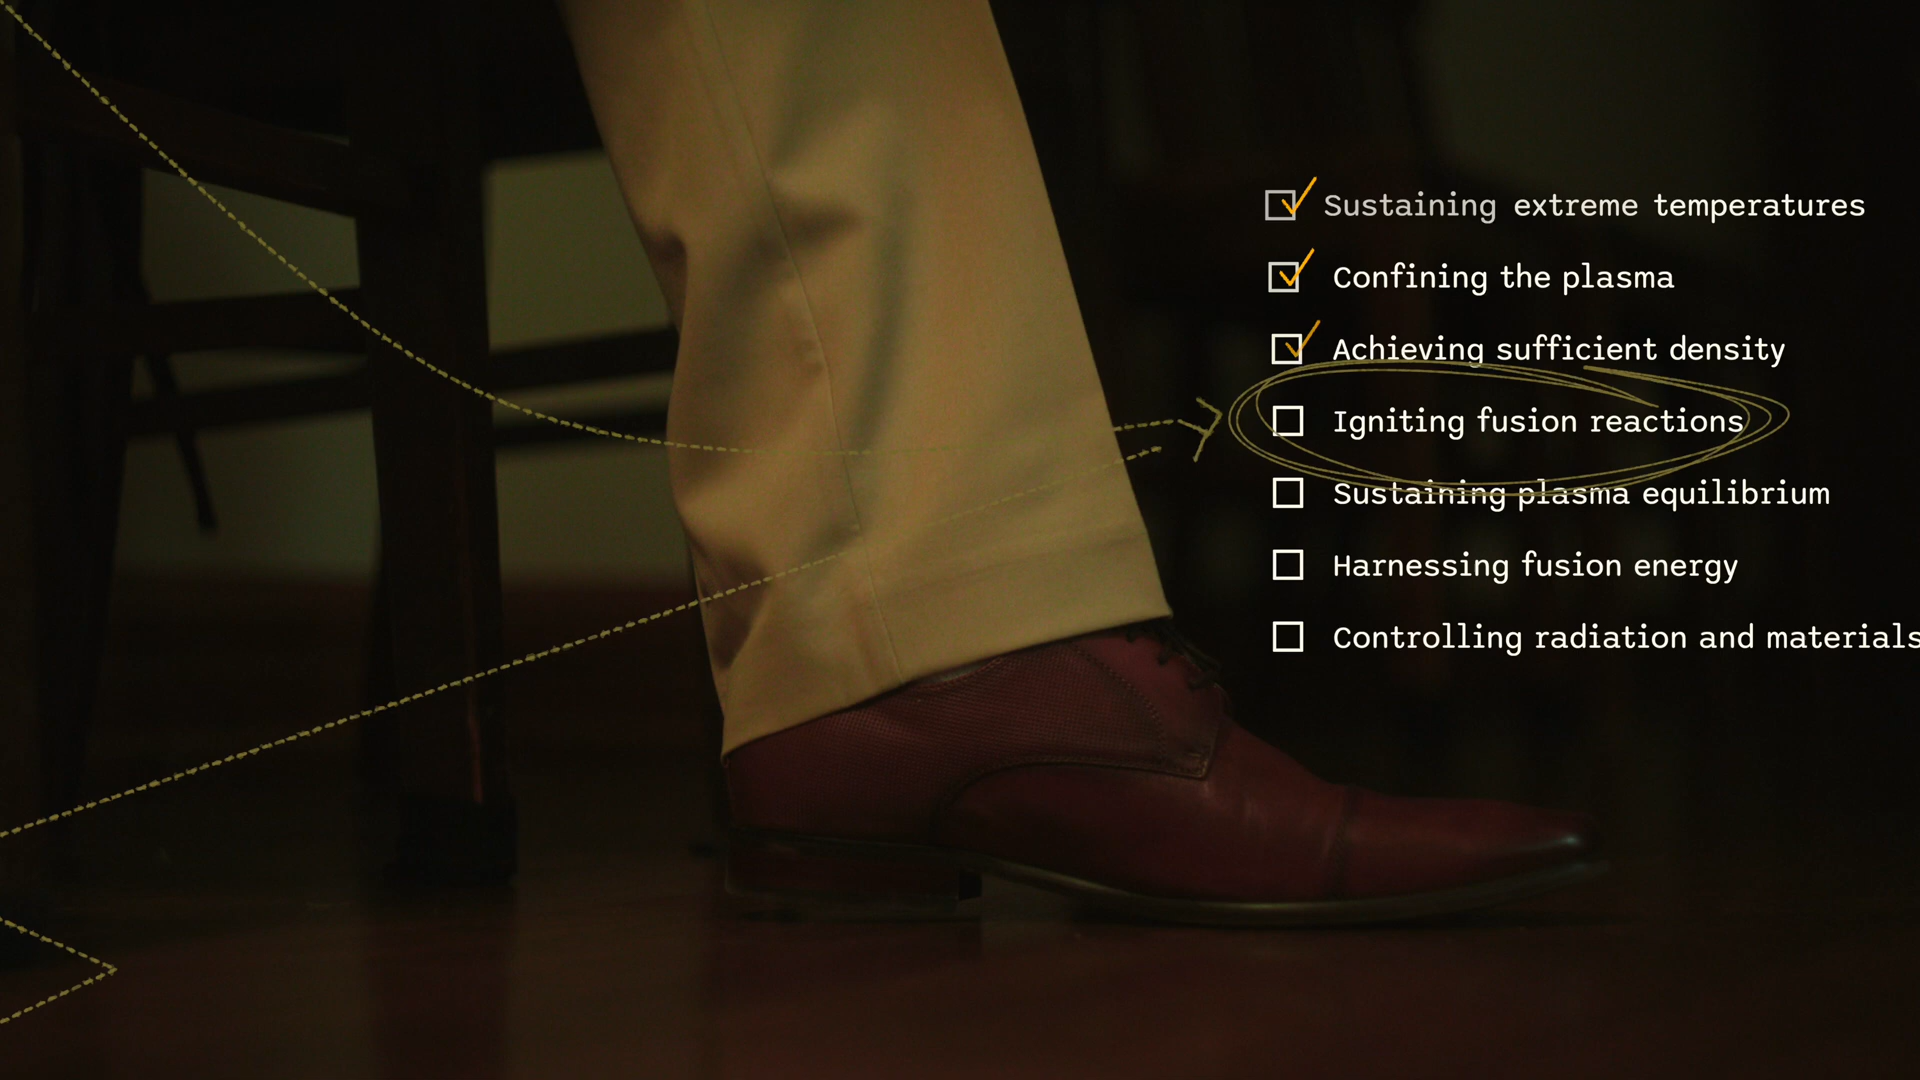 Sustaining extreme temperatures
Confining the plasma
Achieving sufficient density
Igniting fusion reactions
Sustaining plasma equilibrium
Harnessing fusion energy
Controlling radiation and materials